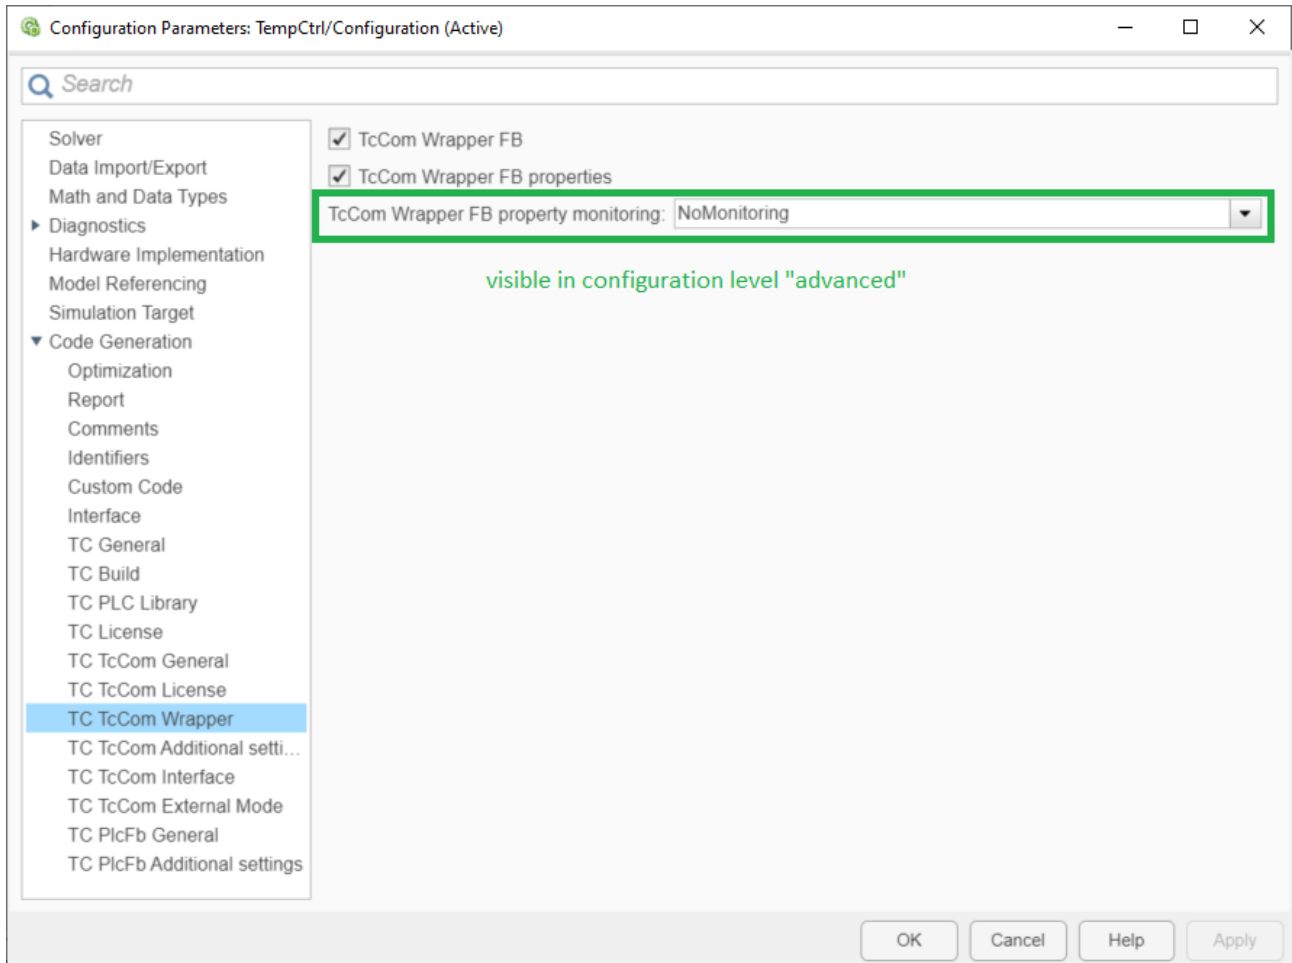 Configuration Parameters: TempCtrl/Configuration (Active)
Search
Solver
Data Import/Export
Math and Data Types
Diagnostics
Hardware Implementation
Model Referencing
Simulation Target
Code Generation
Optimization
Report
Comments
Identifiers
Custom Code
Interface
TC General
TC Build
TC PLC Library
TC License
TC TcCom General
TC TcCom License
TC TcCom Wrapper
TC TcCom Additional setti...
TC TcCom Interface
TC TcCom External Mode
TC PlcFb General
TC PlcFb Additional settings
TcCom Wrapper FB
TcCom Wrapper FB properties
TcCom Wrapper FB property monitoring: NoMonitoring
visible in configuration level "advanced"
OK Cancel Help Apply